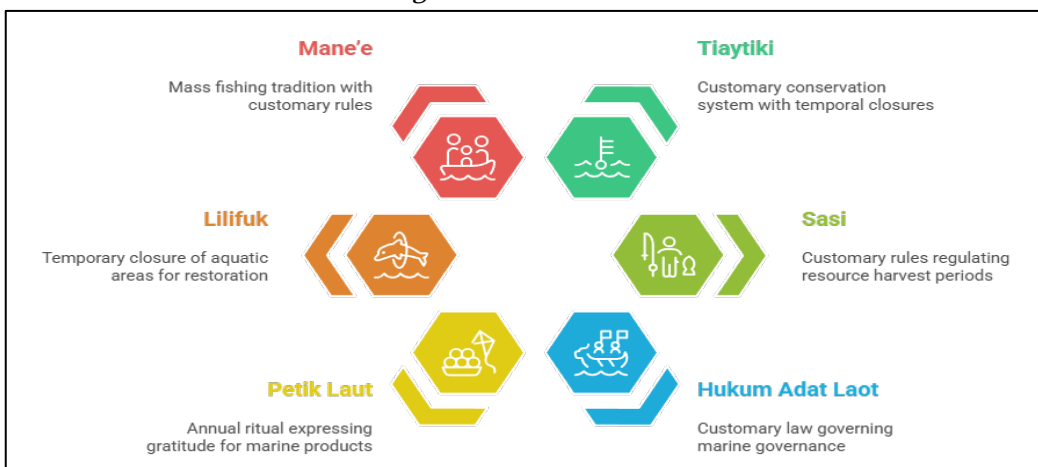 Mane'e
Mass fishing tradition with
customary rules
Tiaytiki
Customary conservation
system with temporal closures
Lilifuk
Temporary closure of aquatic
areas for restoration
Sasi
Customary rules regulating
resource harvest periods
Petik Laut
Annual ritual expressing
gratitude for marine products
Hukum Adat Laot
Customary law governing
marine governance